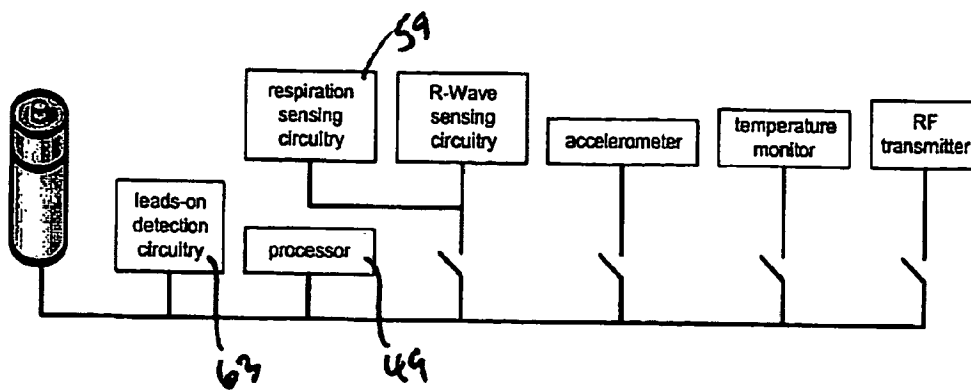 59
respiration
sensing
circuitry
R-Wave
sensing
circuitry
accelerometer
temperature
monitor
RF
transmitter
leads-on
detection
circuitry
processor
63
49